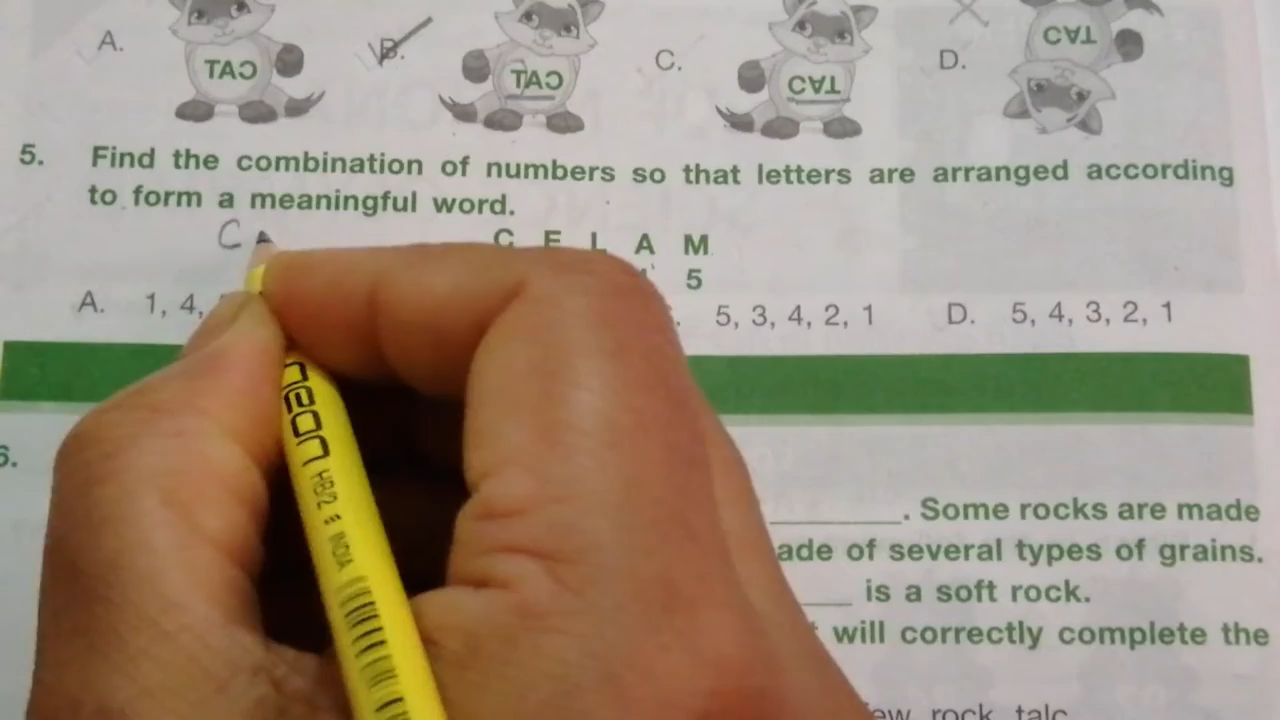 A. TAC B. TAC C. CAT D. CAT
5. Find the combination of numbers so that letters are arranged according
to form a meaningful word.
C
C E L A M
5
A. 1, 4, 5, 3, 4, 2, 1 D. 5, 4, 3, 2, 1
6.
. Some rocks are made
ade of several types of grains.
is a soft rock.
will correctly complete the
rock talc
neon HB/2 INDIA